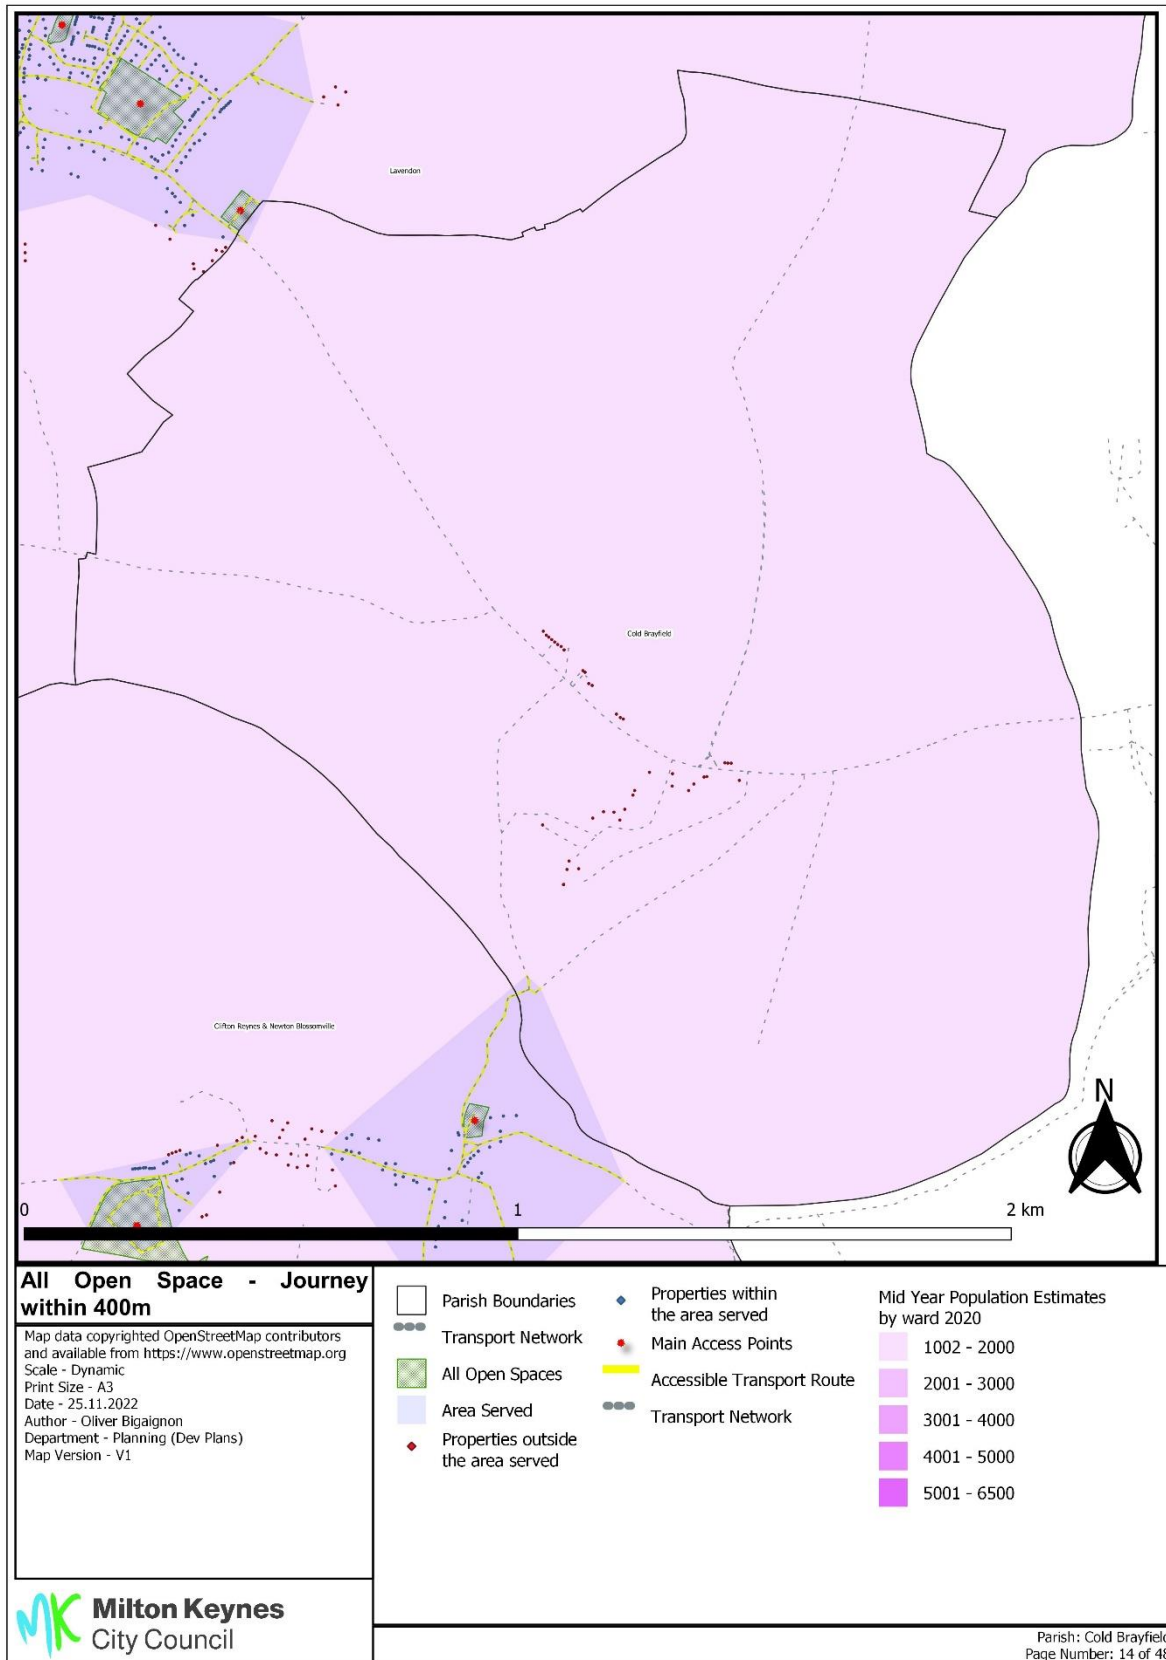 Lavendon
Cold Brayfield
Clifton Reynes & Newton Blossomville
N
0 1 2 km
All Open Space - Journey
within 400m
Map data copyrighted OpenStreetMap contributors
and available from https://www.openstreetmap.org
Scale - Dynamic
Print Size - A3
Date - 25.11.2022
Author - Oliver Bigaignon
Department - Planning (Dev Plans)
Map Version - V1
MK Milton Keynes
City Council
Parish Boundaries
Transport Network
All Open Spaces
Area Served
Properties outside
the area served
Properties within
the area served
Main Access Points
Accessible Transport Route
Transport Network
Mid Year Population Estimates
by ward 2020
1002 - 2000
2001 - 3000
3001 - 4000
4001 - 5000
5001 - 6500
Parish: Cold Brayfield
Page Number: 14 of 48